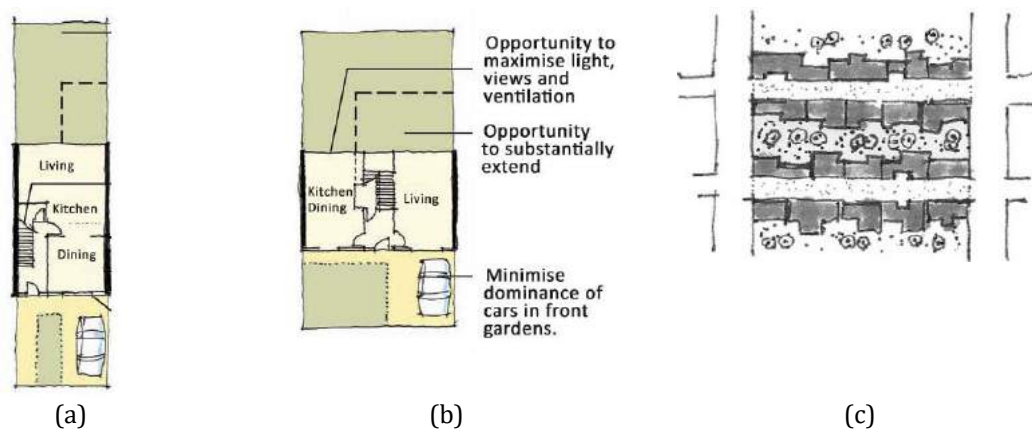 Living
Kitchen
Dining
Kitchen
Dining
Living
Opportunity to
maximise light,
views and
ventilation
Opportunity
to substantially
extend
Minimise
dominance of
cars in front
gardens.
(a)
(b)
(c)